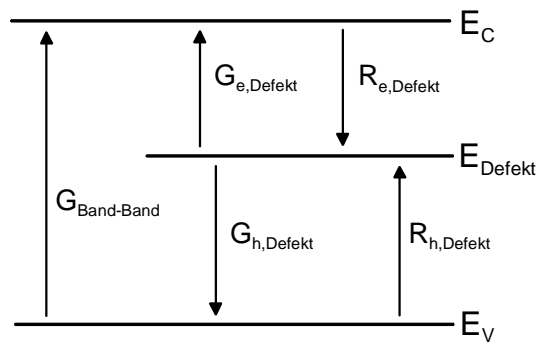 E_C
G_e,Defekt
R_e,Defekt
E_Defekt
G_Band-Band
G_h,Defekt
R_h,Defekt
E_V